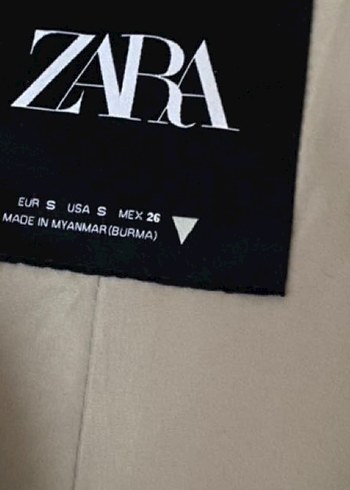 ZARA
EUR S USA S MEX 26
MADE IN MYANMAR (BURMA)